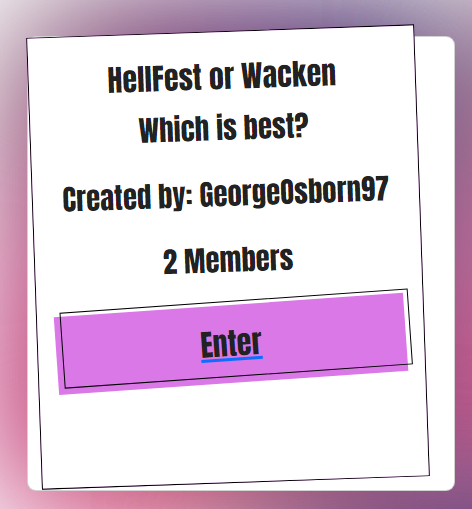 HellFest or Wacken
Which is best?
Created by: GeorgeOsborn97
2 Members
Enter